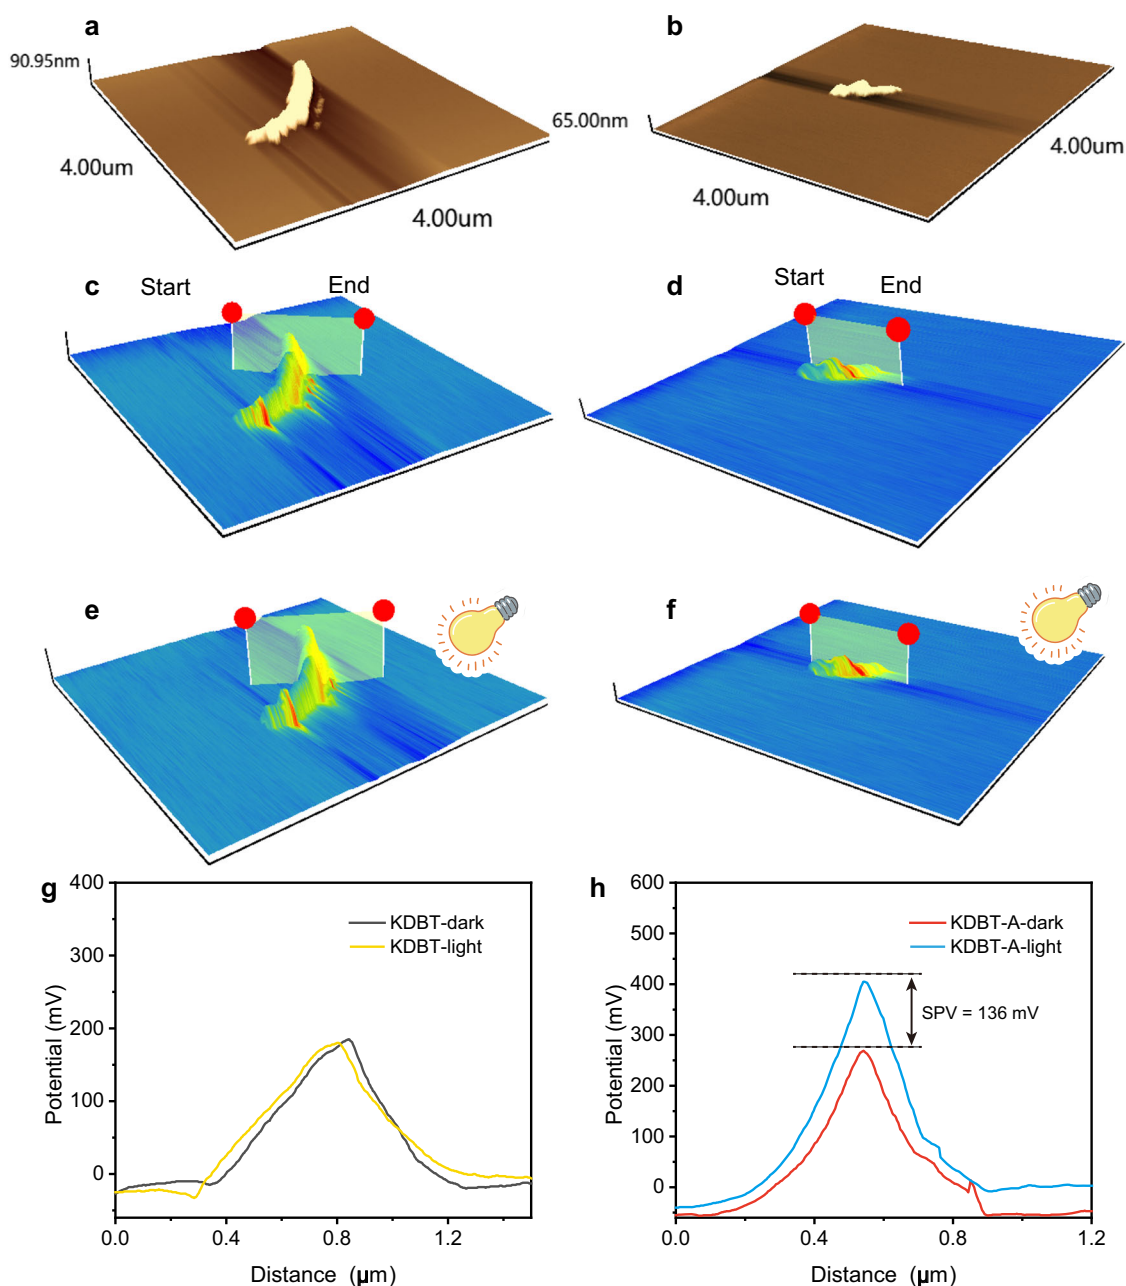 a
90.95nm
4.00um
4.00um
b
65.00nm
4.00um
4.00um
c
Start
End
d
Start
End
e
f
g
400
300
200
100
0
0.0
0.4
0.8
1.2
Potential (mV)
Distance (µm)
KDBT-dark
KDBT-light
h
600
500
400
300
200
100
0
0.0
0.4
0.8
1.2
Potential (mV)
Distance (µm)
KDBT-A-dark
KDBT-A-light
SPV = 136 mV